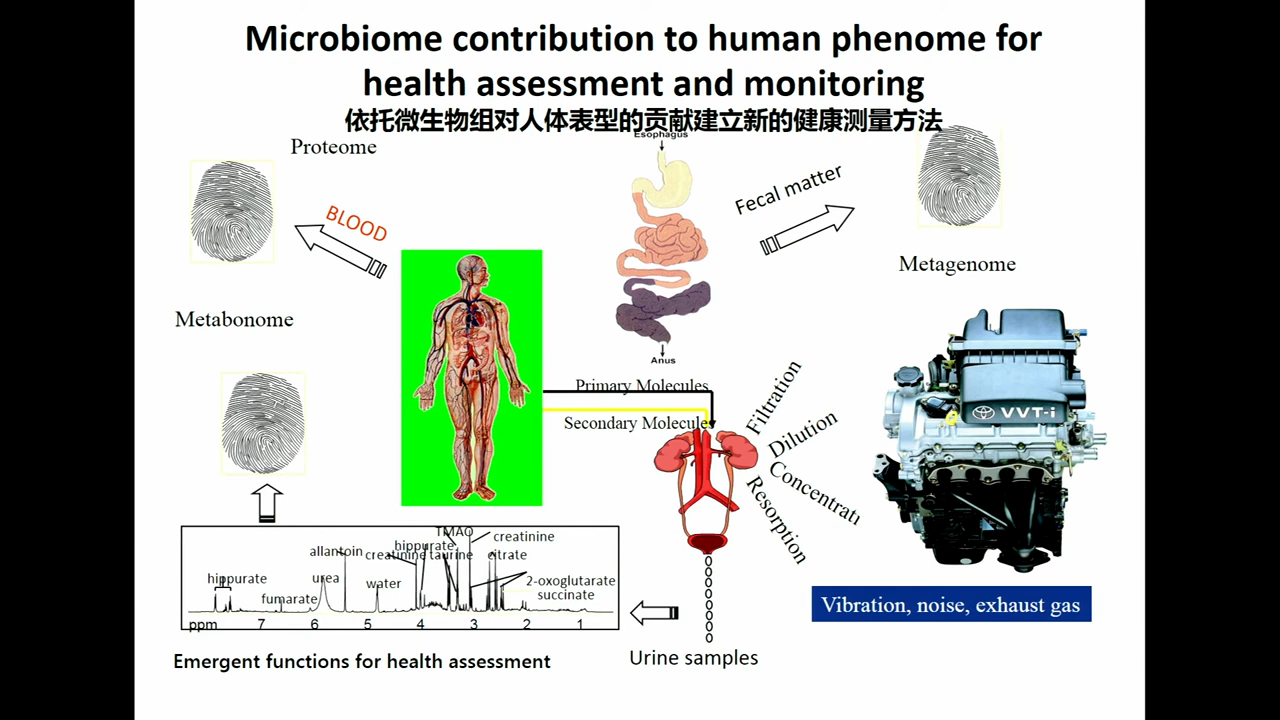 Microbiome contribution to human phenome for
health assessment and monitoring
依托微生物组对人体表型的贡献建立新的健康测量方法
Esophagus
Proteome
BLOOD
Fecal matter
Metagenome
Metabonome
Anus
Primary Molecules
Secondary Molecule
Filtration
Dilution
Concentrati
Resorption
VVT-i
TMAO
creatinine
hippurate
allantoin
creatinine
taurine
citrate
hippurate
urea
water
2-oxoglutarate
fumarate
succinate
ppm 7 6 5 4 3 2 1
Vibration, noise, exhaust gas
Urine samples
Emergent functions for health assessment